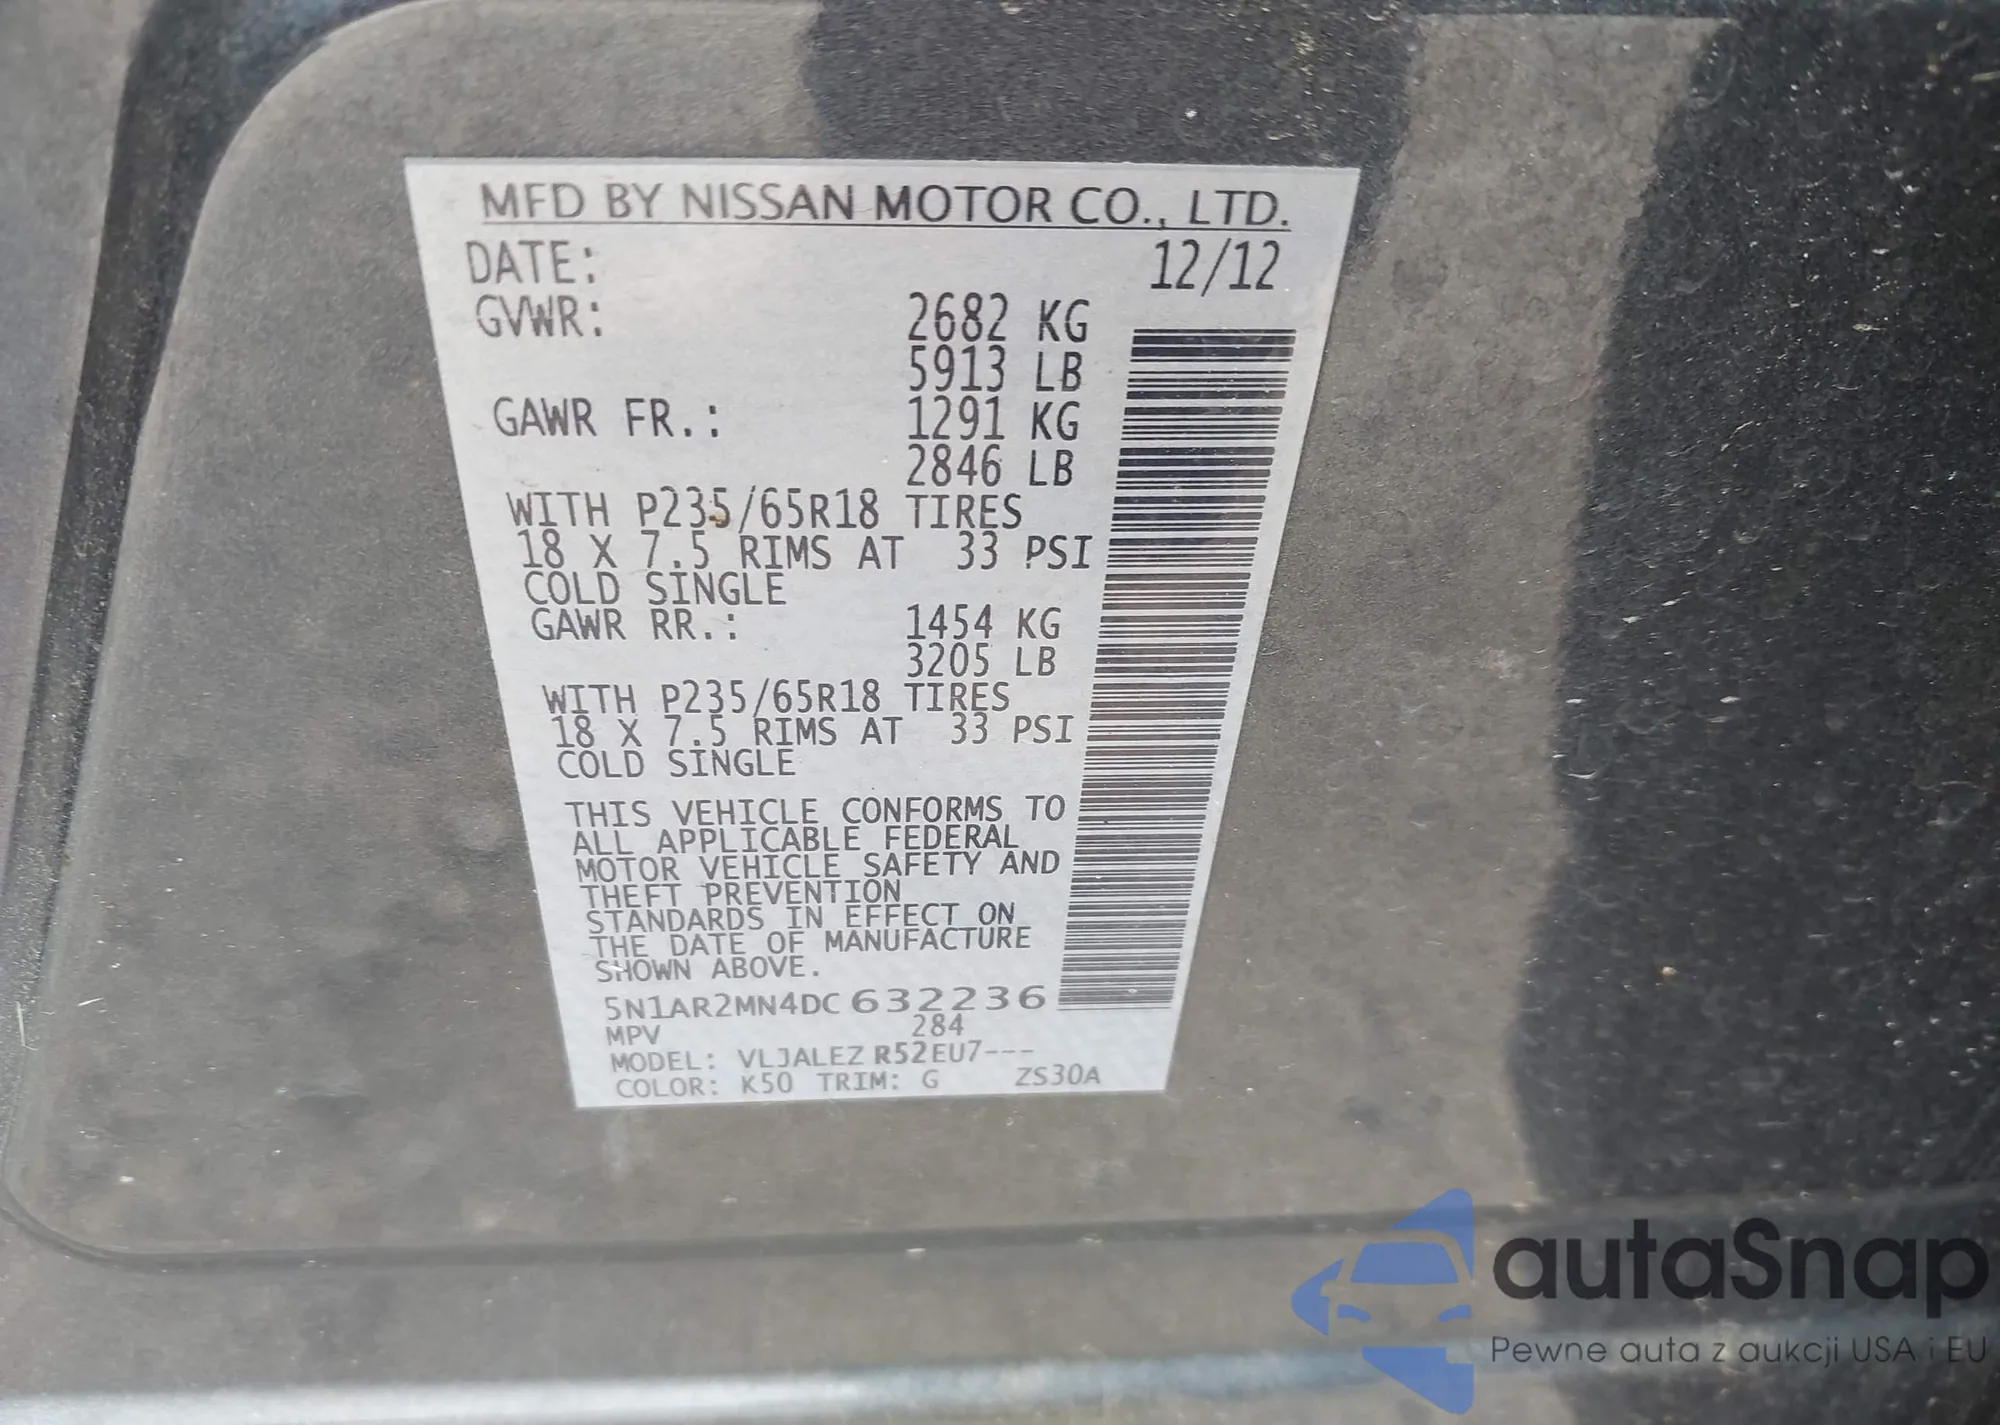 MFD BY NISSAN MOTOR CO., LTD.
DATE: 12/12
GVWR: 2682 KG
5913 LB
GAWR FR.: 1291 KG
2846 LB
WITH P235/65R18 TIRES
18 X 7.5 RIMS AT 33 PSI
COLD SINGLE
GAWR RR.: 1454 KG
3205 LB
WITH P235/65R18 TIRES
18 X 7.5 RIMS AT 33 PSI
COLD SINGLE
THIS VEHICLE CONFORMS TO
ALL APPLICABLE FEDERAL
MOTOR VEHICLE SAFETY AND
THEFT PREVENTION
STANDARDS IN EFFECT ON
THE DATE OF MANUFACTURE
SHOWN ABOVE.
5N1AR2MN4DC632236
MPV 284
MODEL: VLJALEZR52EU7---
COLOR: K50 TRIM: G ZS30A
autaSnap
Pewne auta z aukcji USA i EU